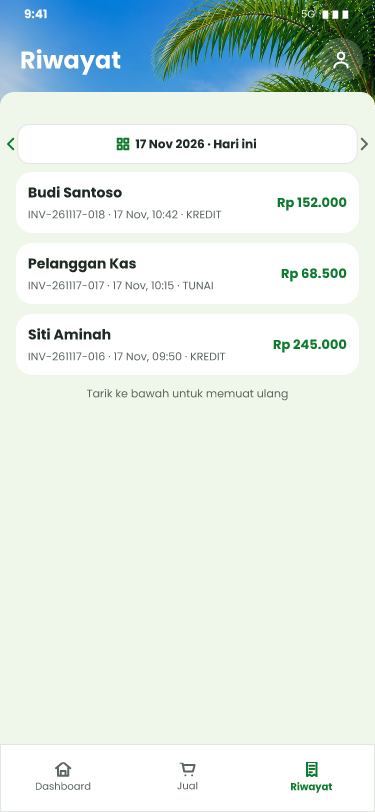 9:41
5G
Riwayat
17 Nov 2026 · Hari ini
Budi Santoso
INV-261117-018 · 17 Nov, 10:42 · KREDIT
Rp 152.000
Pelanggan Kas
INV-261117-017 · 17 Nov, 10:15 · TUNAI
Rp 68.500
Siti Aminah
INV-261117-016 · 17 Nov, 09:50 · KREDIT
Rp 245.000
Tarik ke bawah untuk memuat ulang
Dashboard
Jual
Riwayat